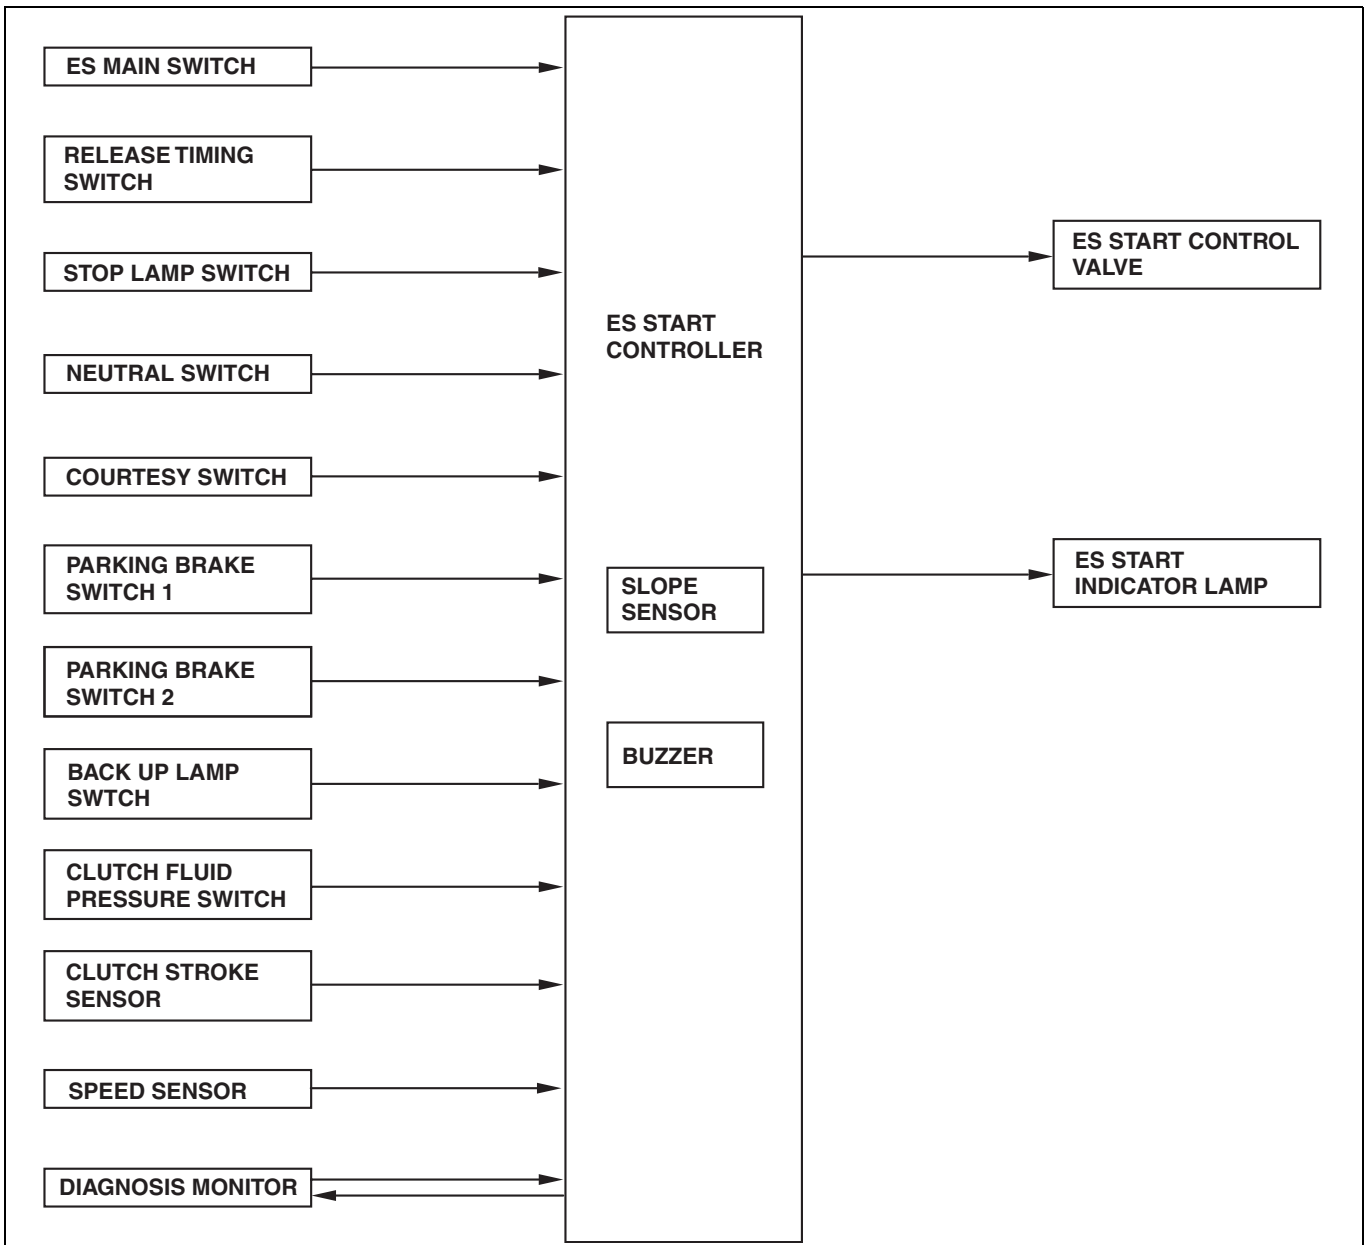 ES MAIN SWITCH
RELEASE TIMING
SWITCH
STOP LAMP SWITCH
NEUTRAL SWITCH
COURTESY SWITCH
PARKING BRAKE
SWITCH 1
PARKING BRAKE
SWITCH 2
BACK UP LAMP
SWTCH
CLUTCH FLUID
PRESSURE SWITCH
CLUTCH STROKE
SENSOR
SPEED SENSOR
DIAGNOSIS MONITOR
ES START
CONTROLLER
SLOPE
SENSOR
BUZZER
ES START CONTROL
VALVE
ES START
INDICATOR LAMP